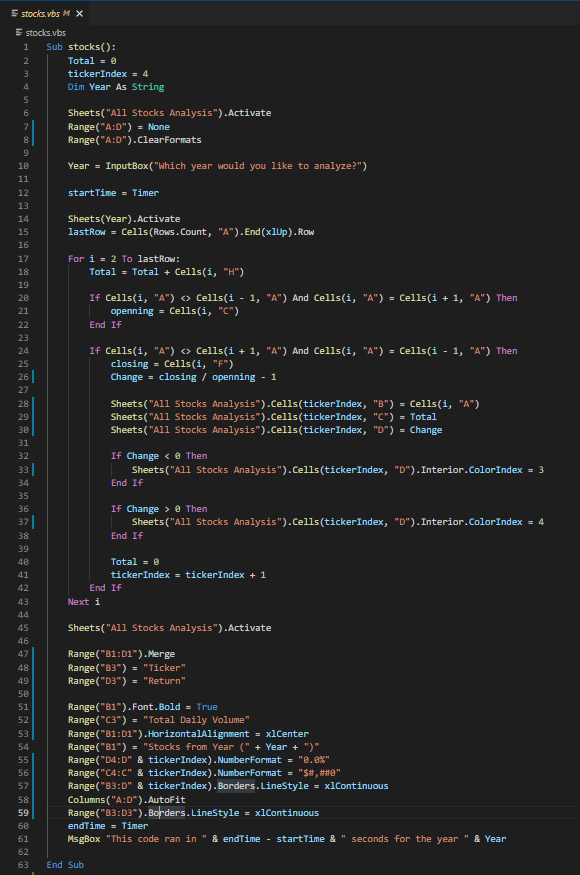 stocks.vbs M ×
stocks.vbs
1 Sub stocks():
2 Total = 0
3 tickerIndex = 4
4 Dim Year As String
5
6 Sheets("All Stocks Analysis").Activate
7 Range("A:D") = None
8 Range("A:D").ClearFormats
9
10 Year = InputBox("Which year would you like to analyze?")
11
12 startTime = Timer
13
14 Sheets(Year).Activate
15 lastRow = Cells(Rows.Count, "A").End(xlUp).Row
16
17 For i = 2 To lastRow:
18 Total = Total + Cells(i, "H")
19
20 If Cells(i, "A") <> Cells(i - 1, "A") And Cells(i, "A") = Cells(i + 1, "A") Then
21 openning = Cells(i, "C")
22 End If
23
24 If Cells(i, "A") <> Cells(i + 1, "A") And Cells(i, "A") = Cells(i - 1, "A") Then
25 closing = Cells(i, "F")
26 Change = closing / openning - 1
27
28 Sheets("All Stocks Analysis").Cells(tickerIndex, "B") = Cells(i, "A")
29 Sheets("All Stocks Analysis").Cells(tickerIndex, "C") = Total
30 Sheets("All Stocks Analysis").Cells(tickerIndex, "D") = Change
31
32 If Change < 0 Then
33 Sheets("All Stocks Analysis").Cells(tickerIndex, "D").Interior.ColorIndex = 3
34 End If
35
36 If Change > 0 Then
37 Sheets("All Stocks Analysis").Cells(tickerIndex, "D").Interior.ColorIndex = 4
38 End If
39
40 Total = 0
41 tickerIndex = tickerIndex + 1
42 End If
43 Next i
44
45 Sheets("All Stocks Analysis").Activate
46
47 Range("B1:D1").Merge
48 Range("B3") = "Ticker"
49 Range("D3") = "Return"
50
51 Range("B1").Font.Bold = True
52 Range("C3") = "Total Daily Volume"
53 Range("B1:D1").HorizontalAlignment = xlCenter
54 Range("B1") = "Stocks from Year (" + Year + ")"
55 Range("D4:D" & tickerIndex).NumberFormat = "0.0%"
56 Range("C4:C" & tickerIndex).NumberFormat = "$#,##0"
57 Range("B3:D" & tickerIndex).Borders.LineStyle = xlContinuous
58 Columns("A:D").AutoFit
59 Range("B3:D3").Borders.LineStyle = xlContinuous
60 endTime = Timer
61 MsgBox "This code ran in " & endTime - startTime & " seconds for the year " & Year
62
63 End Sub